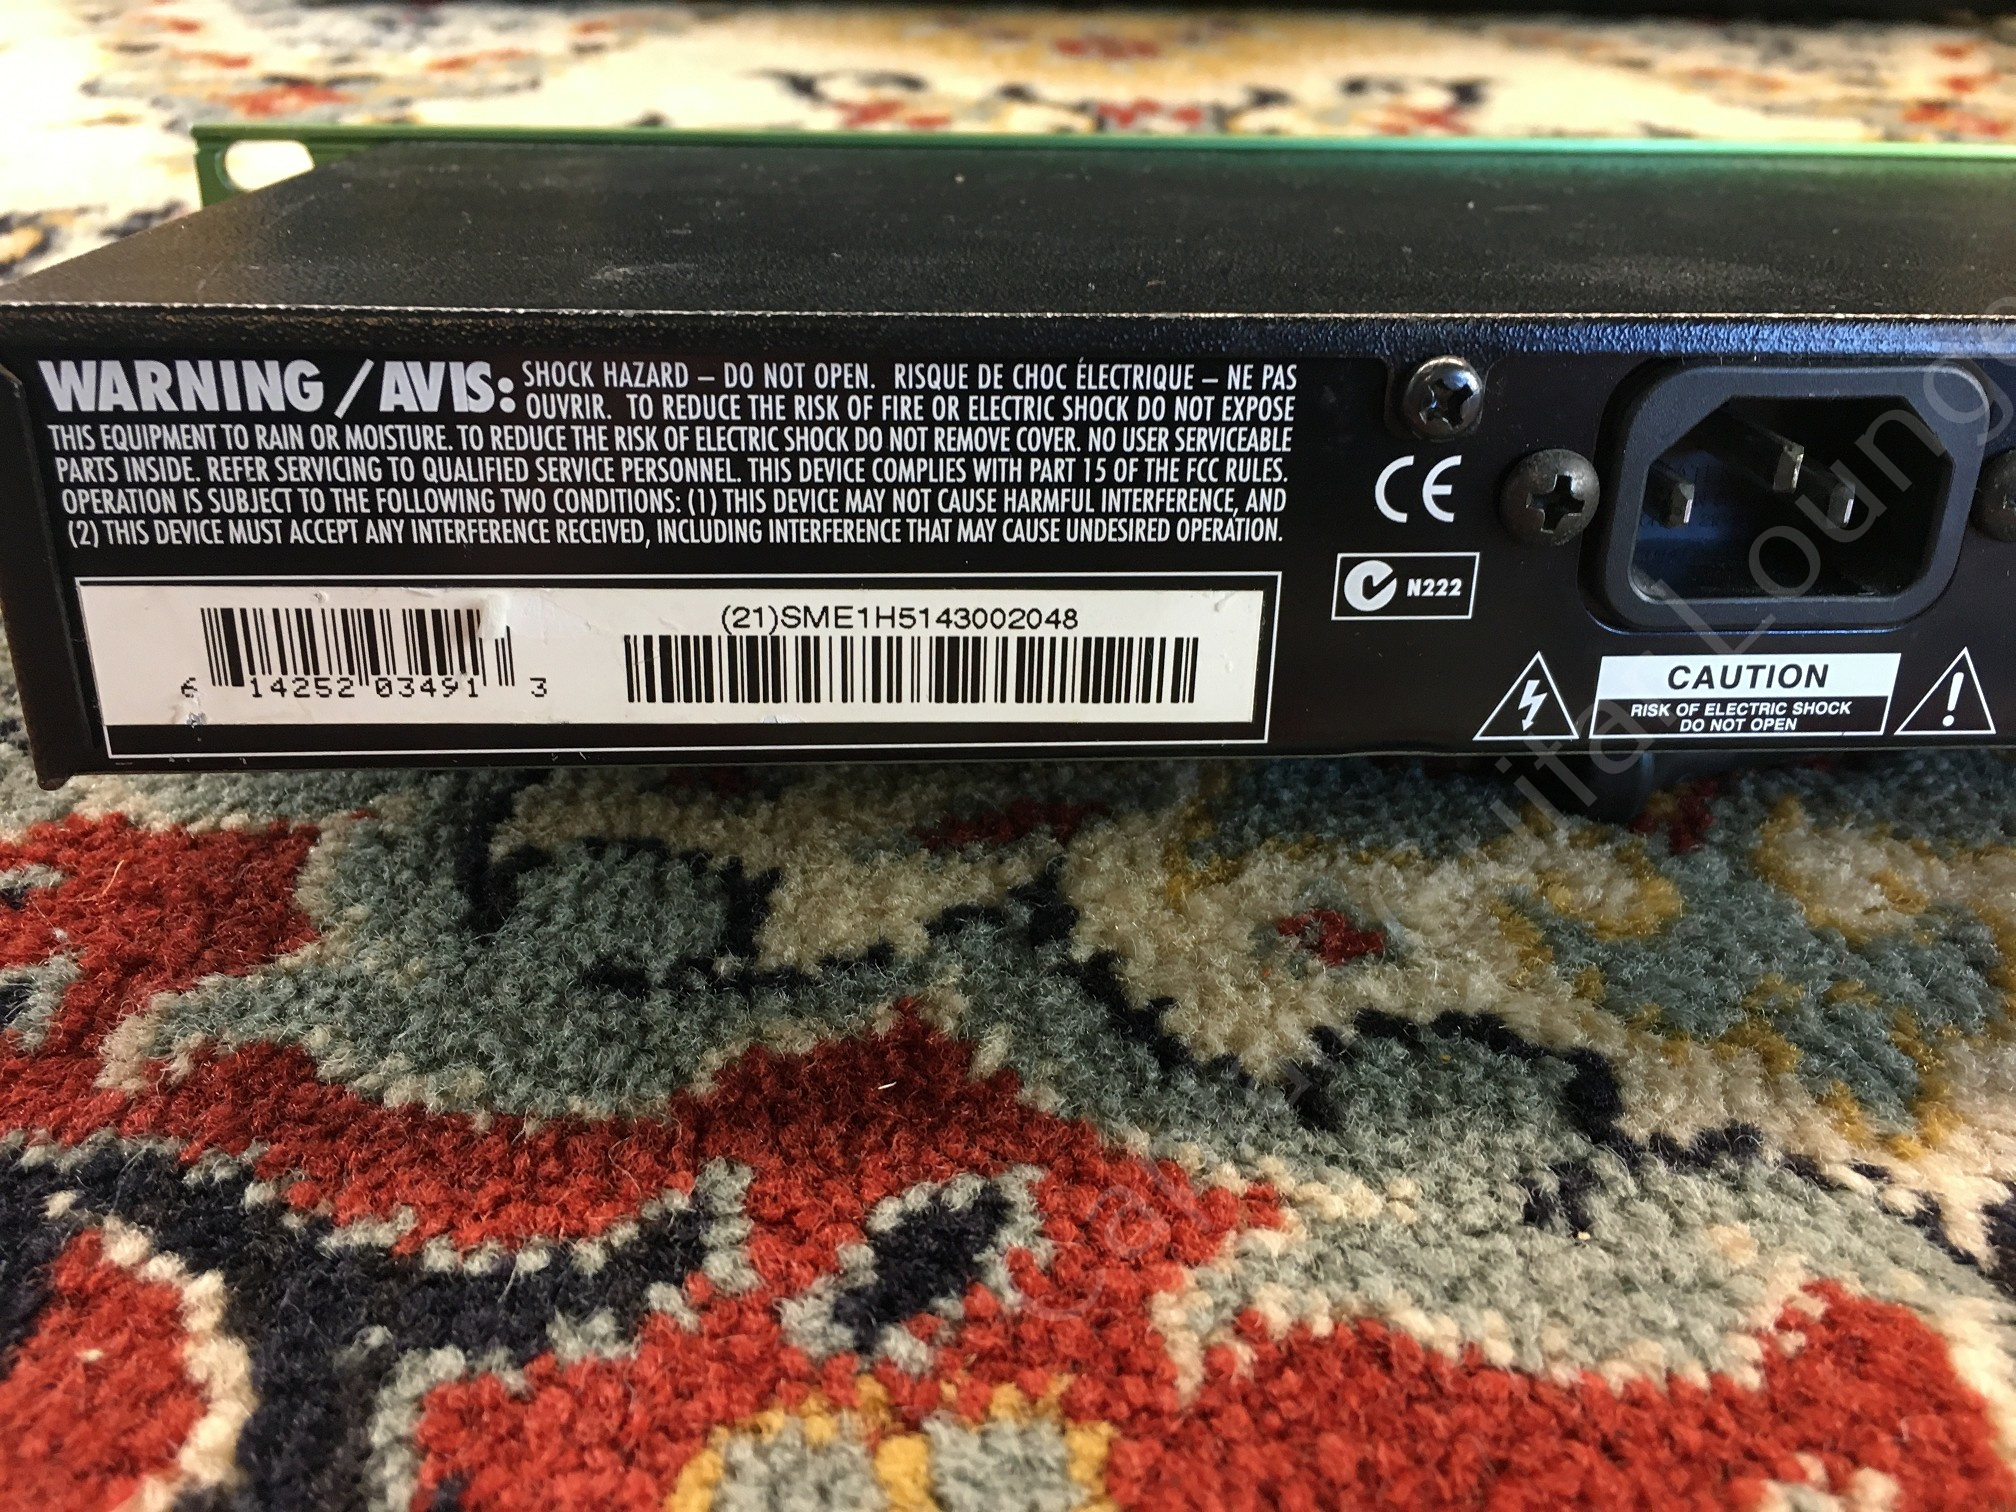 WARNING/AVIS: SHOCK HAZARD – DO NOT OPEN. RISQUE DE CHOC ÉLECTRIQUE – NE PAS
OUVRIR. TO REDUCE THE RISK OF FIRE OR ELECTRIC SHOCK DO NOT EXPOSE
THIS EQUIPMENT TO RAIN OR MOISTURE. TO REDUCE THE RISK OF ELECTRIC SHOCK DO NOT REMOVE COVER. NO USER SERVICEABLE
PARTS INSIDE. REFER SERVICING TO QUALIFIED SERVICE PERSONNEL. THIS DEVICE COMPLIES WITH PART 15 OF THE FCC RULES.
OPERATION IS SUBJECT TO THE FOLLOWING TWO CONDITIONS: (1) THIS DEVICE MAY NOT CAUSE HARMFUL INTERFERENCE, AND
(2) THIS DEVICE MUST ACCEPT ANY INTERFERENCE RECEIVED, INCLUDING INTERFERENCE THAT MAY CAUSE UNDESIRED OPERATION.
CE
N222
6 14252 03491 3
(21)SME1H5143002048
CAUTION
RISK OF ELECTRIC SHOCK
DO NOT OPEN
Guitar Lounge